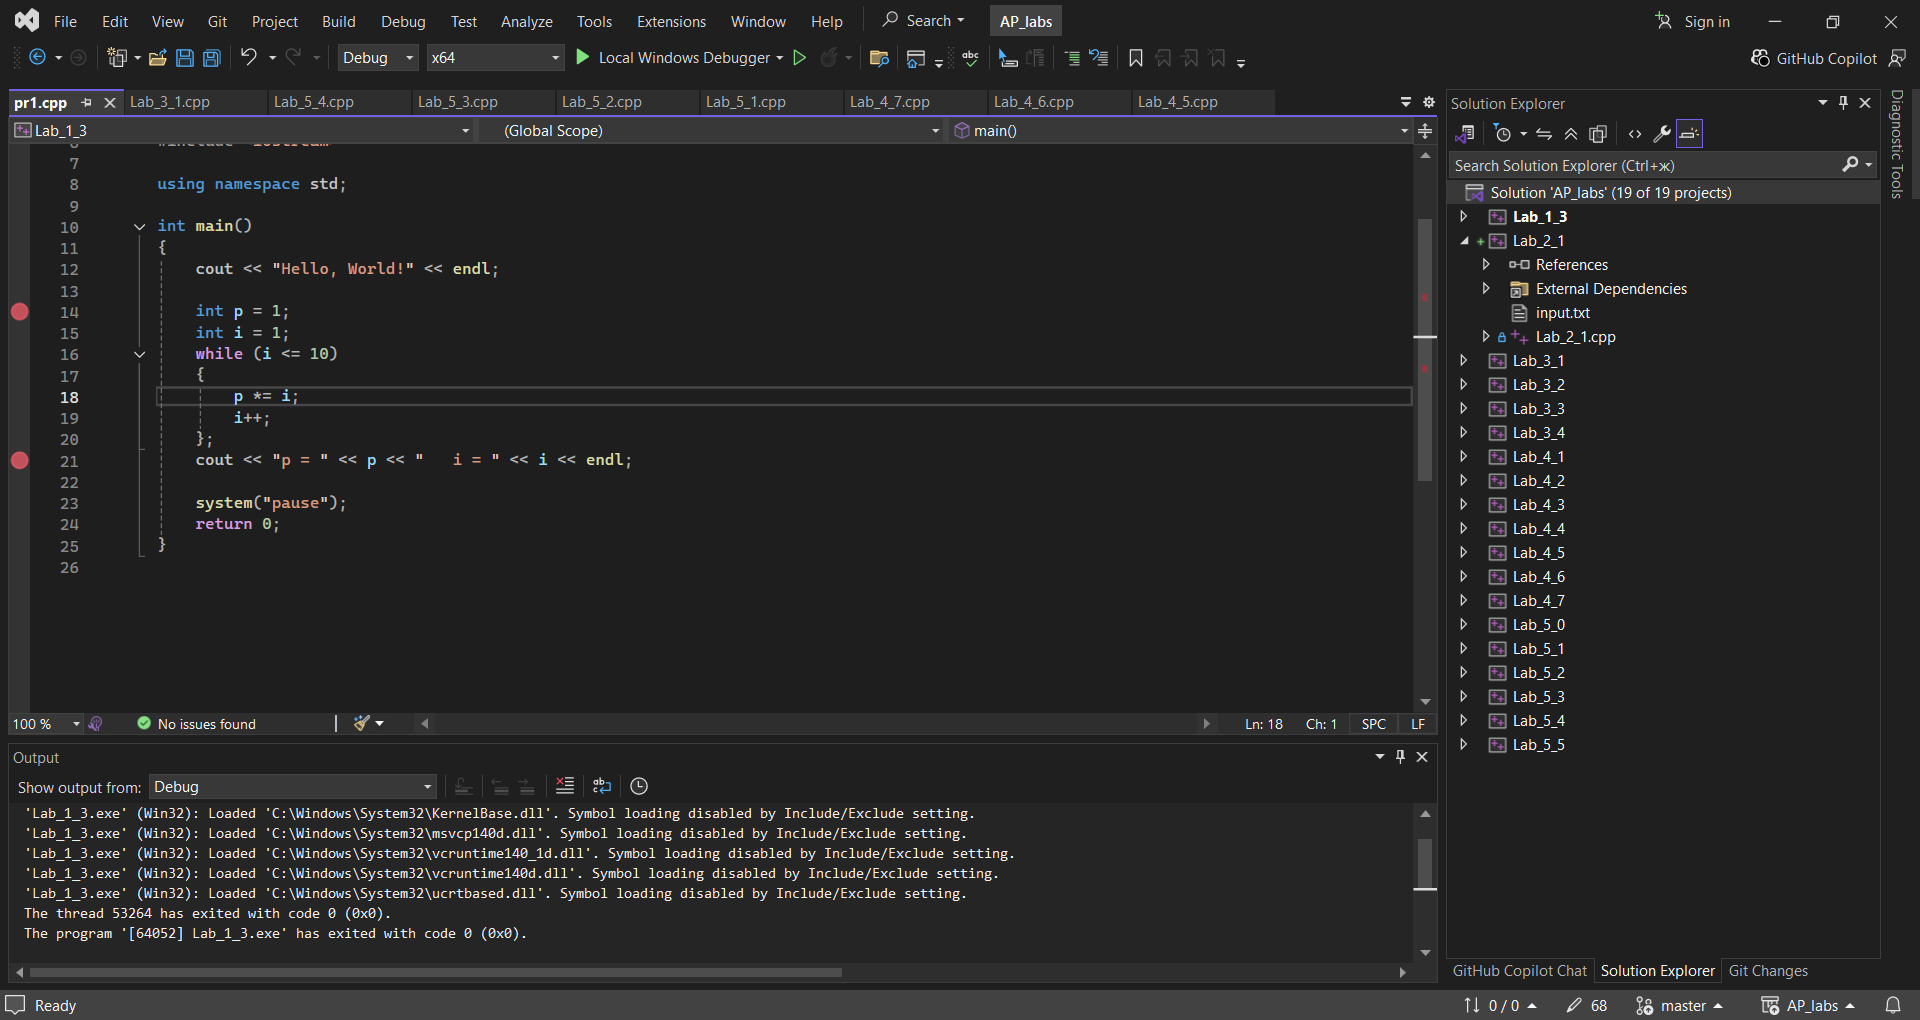 File Edit View Git Project Build Debug Test Analyze Tools Extensions Window Help Search AP_labs Sign in
Debug x64 Local Windows Debugger abc GitHub Copilot
pr1.cpp Lab_3_1.cpp Lab_5_4.cpp Lab_5_3.cpp Lab_5_2.cpp Lab_5_1.cpp Lab_4_7.cpp Lab_4_6.cpp Lab_4_5.cpp
Lab_1_3 (Global Scope) main()
6 #include <iostream>
7
8 using namespace std;
9
10 int main()
11 {
12 cout << "Hello, World!" << endl;
13
14 int p = 1;
15 int i = 1;
16 while (i <= 10)
17 {
18 p *= i;
19 i++;
20 };
21 cout << "p = " << p << "   i = " << i << endl;
22
23 system("pause");
24 return 0;
25 }
26
100 % No issues found Ln: 18 Ch: 1 SPC LF
Output
Show output from: Debug
'Lab_1_3.exe' (Win32): Loaded 'C:\Windows\System32\KernelBase.dll'. Symbol loading disabled by Include/Exclude setting.
'Lab_1_3.exe' (Win32): Loaded 'C:\Windows\System32\msvcp140d.dll'. Symbol loading disabled by Include/Exclude setting.
'Lab_1_3.exe' (Win32): Loaded 'C:\Windows\System32\vcruntime140_1d.dll'. Symbol loading disabled by Include/Exclude setting.
'Lab_1_3.exe' (Win32): Loaded 'C:\Windows\System32\vcruntime140d.dll'. Symbol loading disabled by Include/Exclude setting.
'Lab_1_3.exe' (Win32): Loaded 'C:\Windows\System32\ucrtbased.dll'. Symbol loading disabled by Include/Exclude setting.
The thread 53264 has exited with code 0 (0x0).
The program '[64052] Lab_1_3.exe' has exited with code 0 (0x0).
Solution Explorer
Search Solution Explorer (Ctrl+ж)
Solution 'AP_labs' (19 of 19 projects)
Lab_1_3
Lab_2_1
References
External Dependencies
input.txt
Lab_2_1.cpp
Lab_3_1
Lab_3_2
Lab_3_3
Lab_3_4
Lab_4_1
Lab_4_2
Lab_4_3
Lab_4_4
Lab_4_5
Lab_4_6
Lab_4_7
Lab_5_0
Lab_5_1
Lab_5_2
Lab_5_3
Lab_5_4
Lab_5_5
GitHub Copilot Chat Solution Explorer Git Changes
Diagnostic Tools
Ready 0 / 0 68 master AP_labs